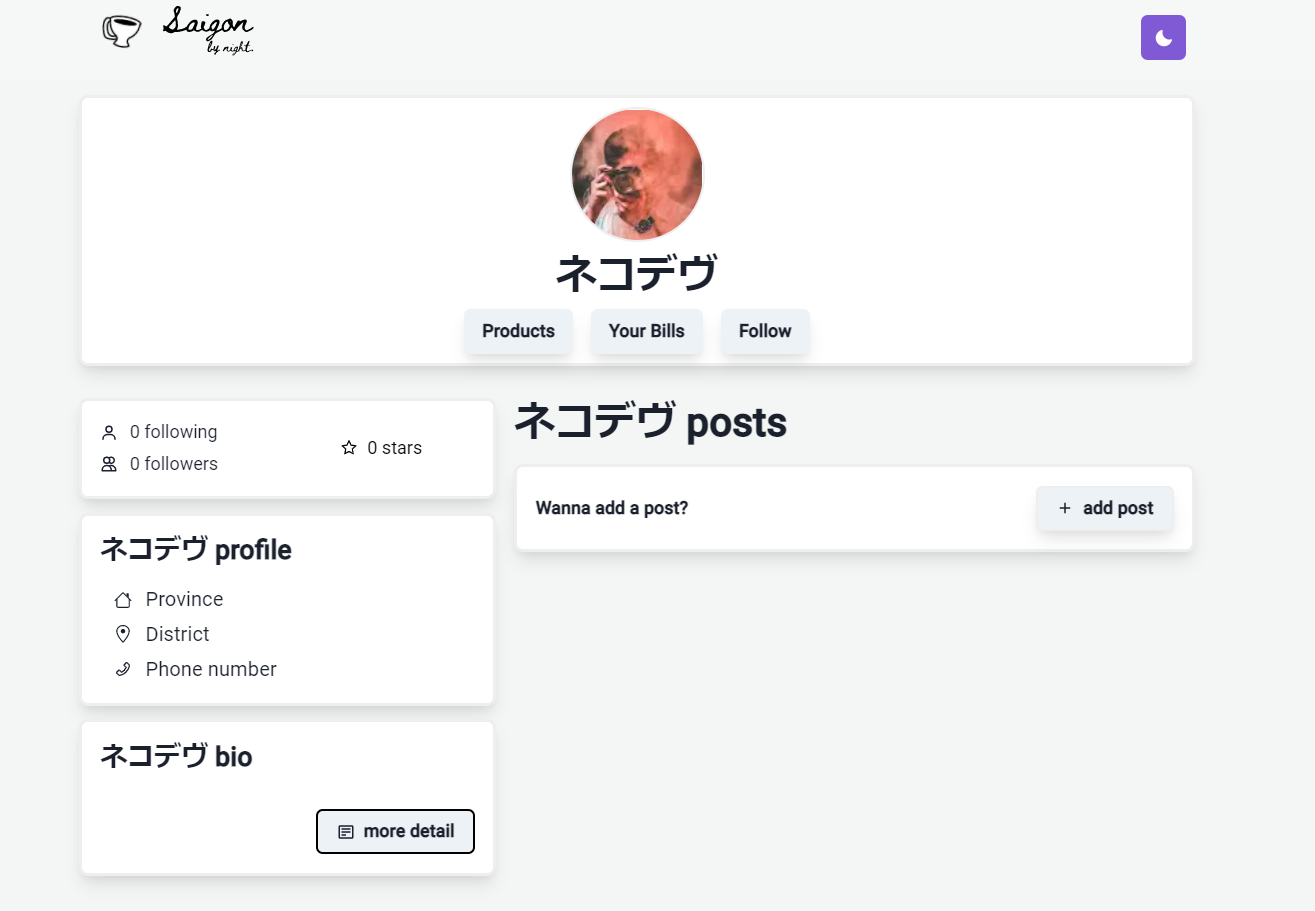 Saigon
by night.
ネコデヴ
Products
Your Bills
Follow
0 following
0 followers
0 stars
ネコデヴ profile
Province
District
Phone number
ネコデヴ bio
more detail
ネコデヴ posts
Wanna add a post?
+ add post